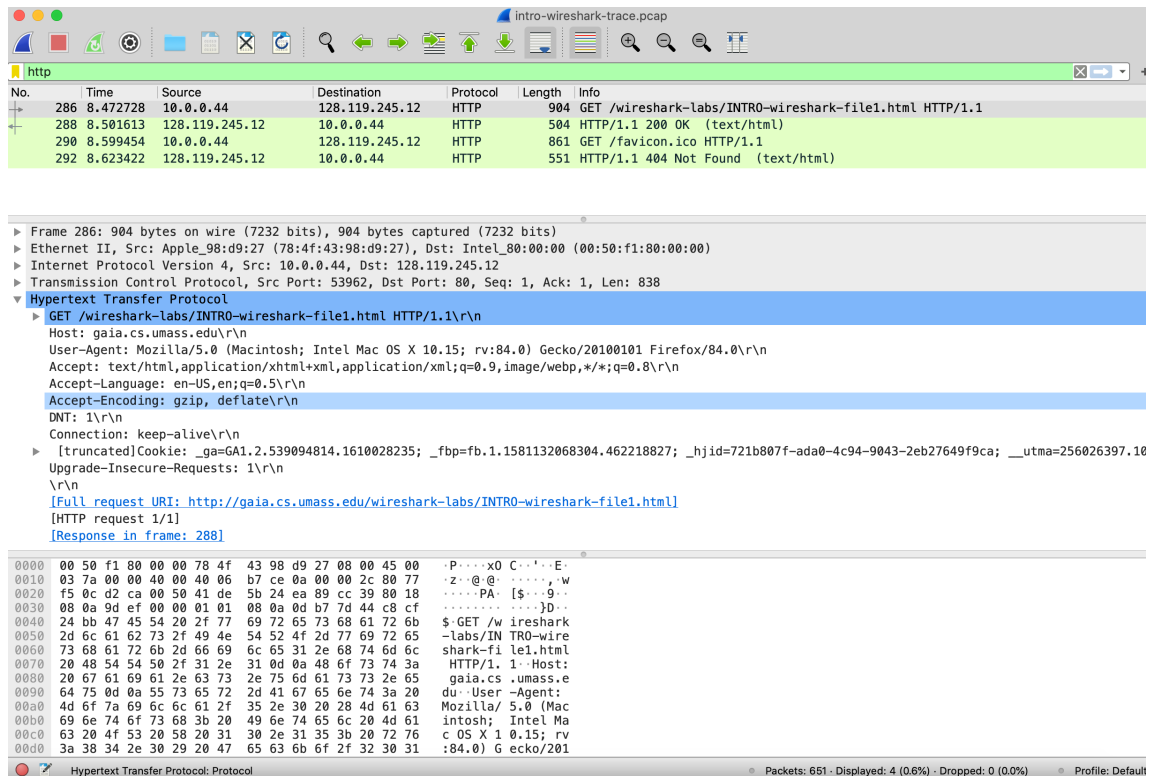 intro-wireshark-trace.pcap
http
No. Time Source Destination Protocol Length Info
286 8.472728 10.0.0.44 128.119.245.12 HTTP 904 GET /wireshark-labs/INTRO-wireshark-file1.html HTTP/1.1
288 8.501613 128.119.245.12 10.0.0.44 HTTP 504 HTTP/1.1 200 OK (text/html)
290 8.599454 10.0.0.44 128.119.245.12 HTTP 861 GET /favicon.ico HTTP/1.1
292 8.623422 128.119.245.12 10.0.0.44 HTTP 551 HTTP/1.1 404 Not Found (text/html)
Frame 286: 904 bytes on wire (7232 bits), 904 bytes captured (7232 bits)
Ethernet II, Src: Apple_98:d9:27 (78:4f:43:98:d9:27), Dst: Intel_80:00:00 (00:50:f1:80:00:00)
Internet Protocol Version 4, Src: 10.0.0.44, Dst: 128.119.245.12
Transmission Control Protocol, Src Port: 53962, Dst Port: 80, Seq: 1, Ack: 1, Len: 838
Hypertext Transfer Protocol
GET /wireshark-labs/INTRO-wireshark-file1.html HTTP/1.1\r\n
Host: gaia.cs.umass.edu\r\n
User-Agent: Mozilla/5.0 (Macintosh; Intel Mac OS X 10.15; rv:84.0) Gecko/20100101 Firefox/84.0\r\n
Accept: text/html,application/xhtml+xml,application/xml;q=0.9,image/webp,*/*;q=0.8\r\n
Accept-Language: en-US,en;q=0.5\r\n
Accept-Encoding: gzip, deflate\r\n
DNT: 1\r\n
Connection: keep-alive\r\n
[truncated]Cookie: _ga=GA1.2.539094814.1610028235; _fbp=fb.1.1581132068304.462218827; _hjid=721b807f-ada0-4c94-9043-2eb27649f9ca; __utma=256026397.10
Upgrade-Insecure-Requests: 1\r\n
\r\n
[Full request URI: http://gaia.cs.umass.edu/wireshark-labs/INTRO-wireshark-file1.html]
[HTTP request 1/1]
[Response in frame: 288]
0000 00 50 f1 80 00 00 78 4f 43 98 d9 27 08 00 45 00 ·P····xO C··'··E·
0010 03 7a 00 00 40 00 40 06 b7 ce 0a 00 00 2c 80 77 ·z··@·@· ·····,·w
0020 f5 0c d2 ca 00 50 41 de 5b 24 ea 89 cc 39 80 18 ·····PA· [$···9··
0030 08 0a 9d ef 00 00 01 01 08 0a 0d b7 7d 44 c8 cf ········ ····}D··
0040 24 bb 47 45 54 20 2f 77 69 72 65 73 68 61 72 6b $·GET /w ireshark
0050 2d 6c 61 62 73 2f 49 4e 54 52 4f 2d 77 69 72 65 -labs/IN TRO-wire
0060 73 68 61 72 6b 2d 66 69 6c 65 31 2e 68 74 6d 6c shark-fi le1.html
0070 20 48 54 54 50 2f 31 2e 31 0d 0a 48 6f 73 74 3a HTTP/1. 1··Host:
0080 20 67 61 69 61 2e 63 73 2e 75 6d 61 73 73 2e 65 gaia.cs .umass.e
0090 64 75 0d 0a 55 73 65 72 2d 41 67 65 6e 74 3a 20 du··User -Agent:
00a0 4d 6f 7a 69 6c 6c 61 2f 35 2e 30 20 28 4d 61 63 Mozilla/ 5.0 (Mac
00b0 69 6e 74 6f 73 68 3b 20 49 6e 74 65 6c 20 4d 61 intosh; Intel Ma
00c0 63 20 4f 53 20 58 20 31 30 2e 31 35 3b 20 72 76 c OS X 1 0.15; rv
00d0 3a 38 34 2e 30 29 20 47 65 63 6b 6f 2f 32 30 31 :84.0) G ecko/201
Hypertext Transfer Protocol: Protocol Packets: 651 · Displayed: 4 (0.6%) · Dropped: 0 (0.0%) Profile: Default